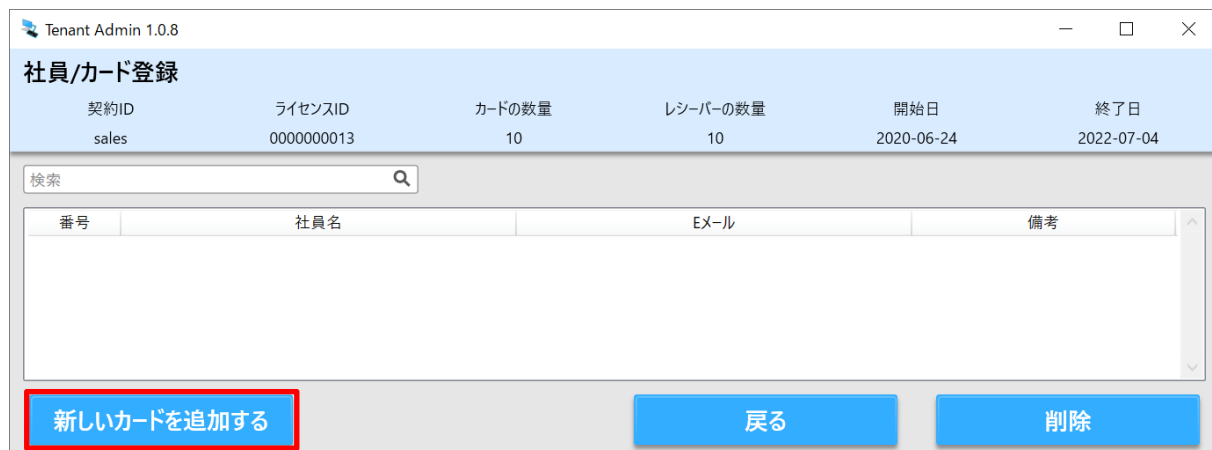 Tenant Admin 1.0.8
社員/カード登録
契約ID ライセンスID カードの数量 レシーバーの数量 開始日 終了日
sales 0000000013 10 10 2020-06-24 2022-07-04
検索
番号 社員名 Eメール 備考
新しいカードを追加する 戻る 削除